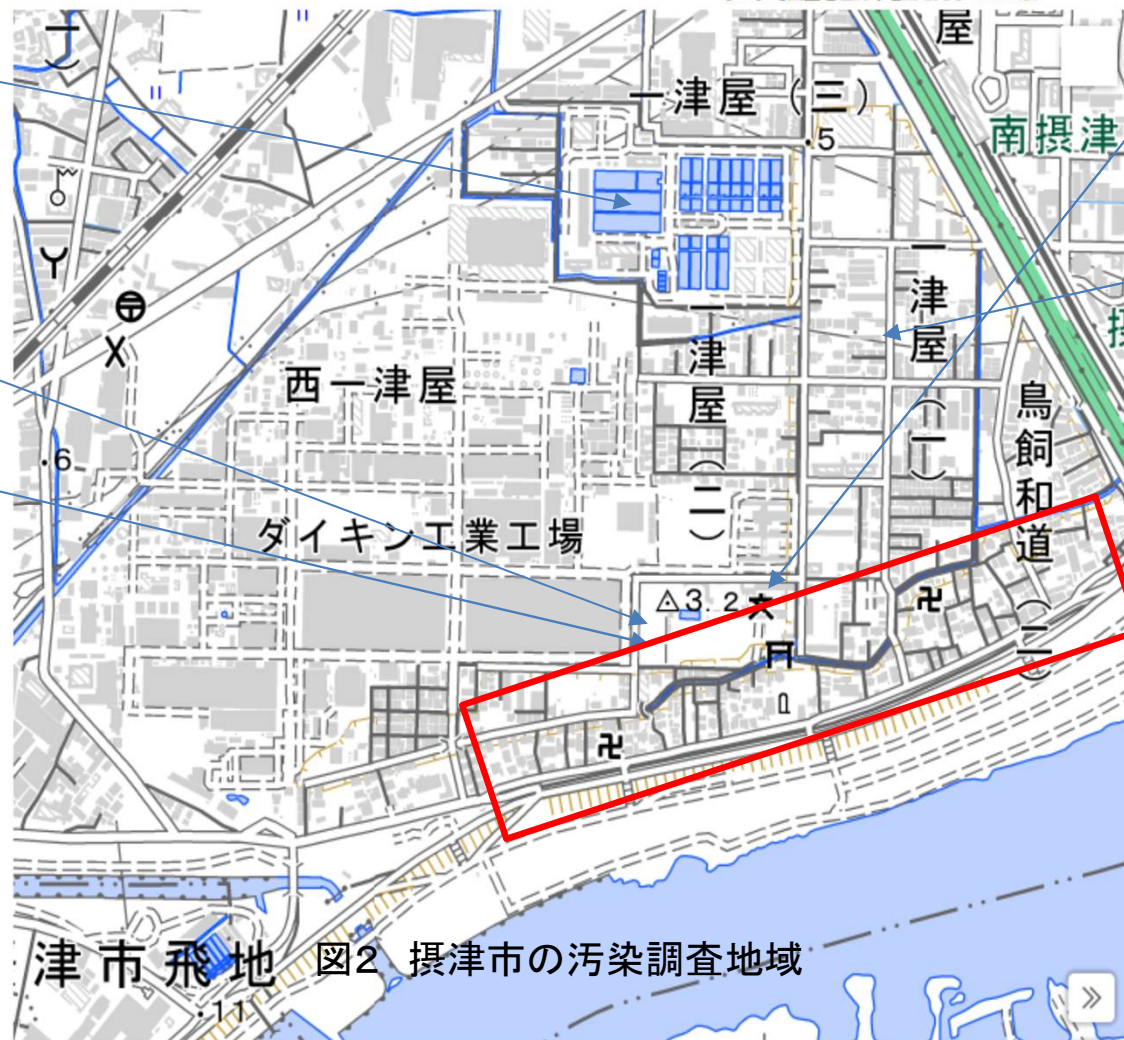 屋
一津屋（三）
.5
南摂津
一津屋（一）
摂
一津屋（二）
鳥飼和道（二）
西一津屋
.6
ダイキン工業工場
3.2
津市飛地
図2 摂津市の汚染調査地域
.11